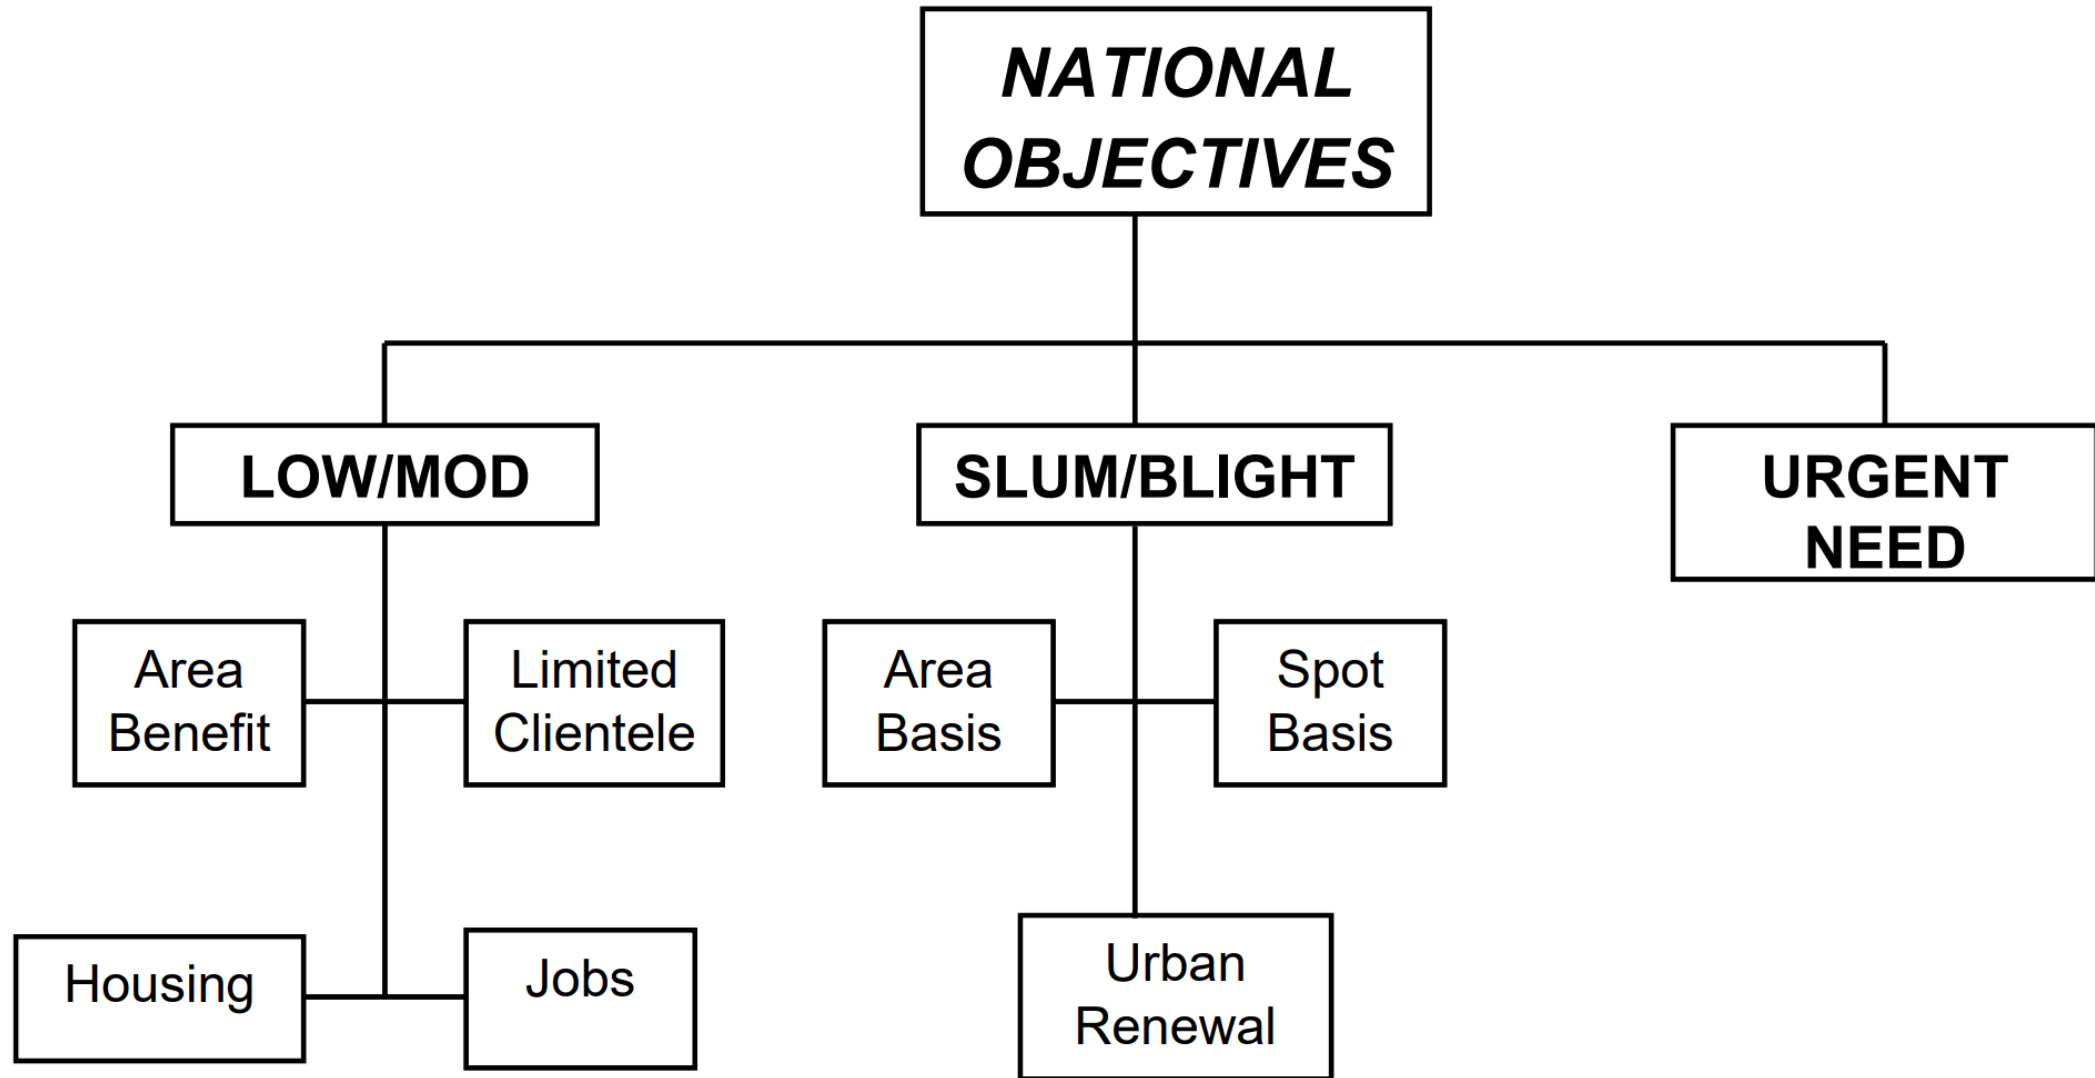 NATIONAL
OBJECTIVES
LOW/MOD
SLUM/BLIGHT
URGENT
NEED
Area
Benefit
Limited
Clientele
Area
Basis
Spot
Basis
Housing
Jobs
Urban
Renewal